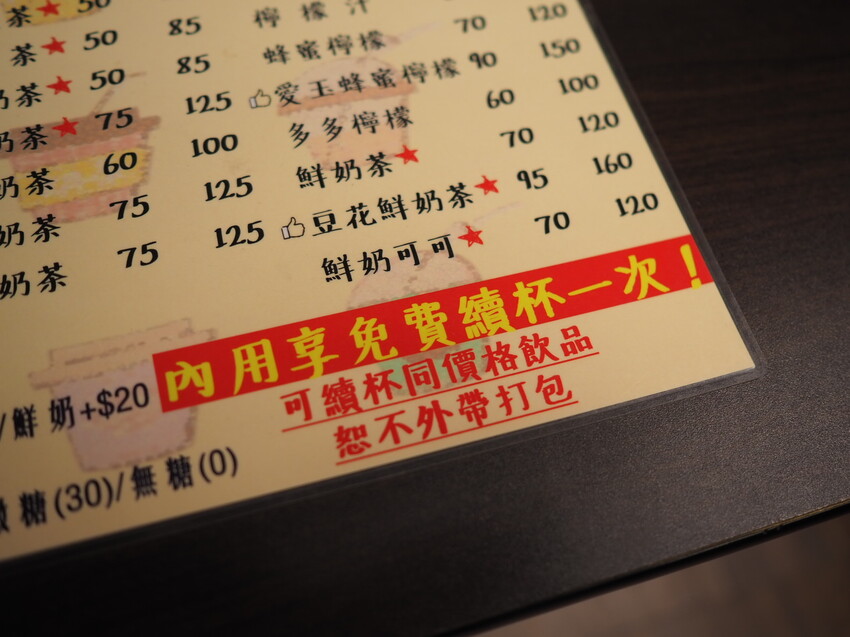 茶★ 50
茶★ 50 85
奶茶★ 50 85
奶茶★ 75 125
奶茶 60 100
奶茶 75 125
奶茶 75 125
檸檬汁
蜂蜜檸檬 70 120
愛玉蜂蜜檸檬 90 150
多多檸檬 60 100
鮮奶茶★ 70 120
豆花鮮奶茶★ 95 160
鮮奶可可★ 70 120
內用享免費續杯一次！
可續杯同價格飲品
恕不外帶打包
/鮮奶+$20
微糖(30)/無糖(0)